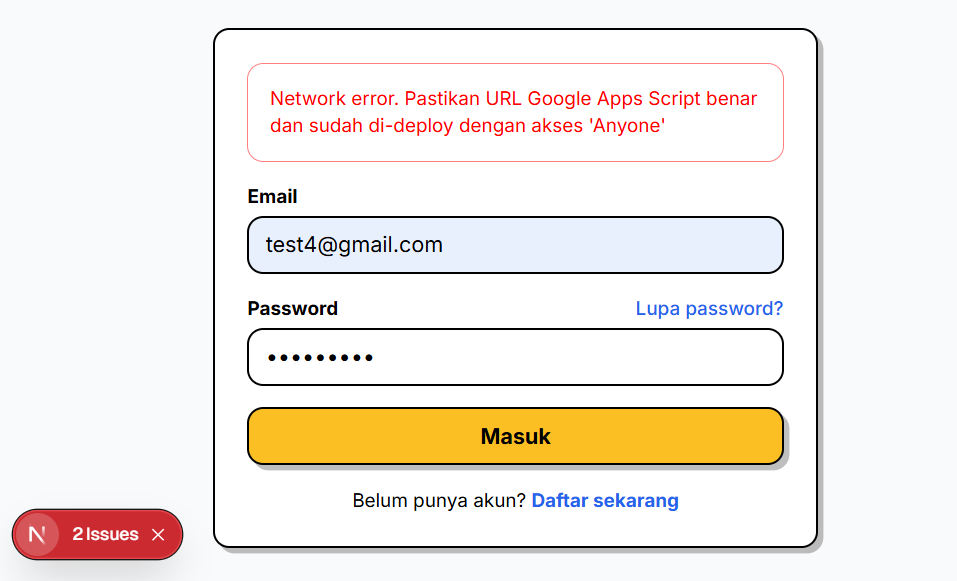 Network error. Pastikan URL Google Apps Script benar
dan sudah di-deploy dengan akses 'Anyone'
Email
test4@gmail.com
Password Lupa password?
•••••••••
Masuk
Belum punya akun? Daftar sekarang
N 2 Issues ×